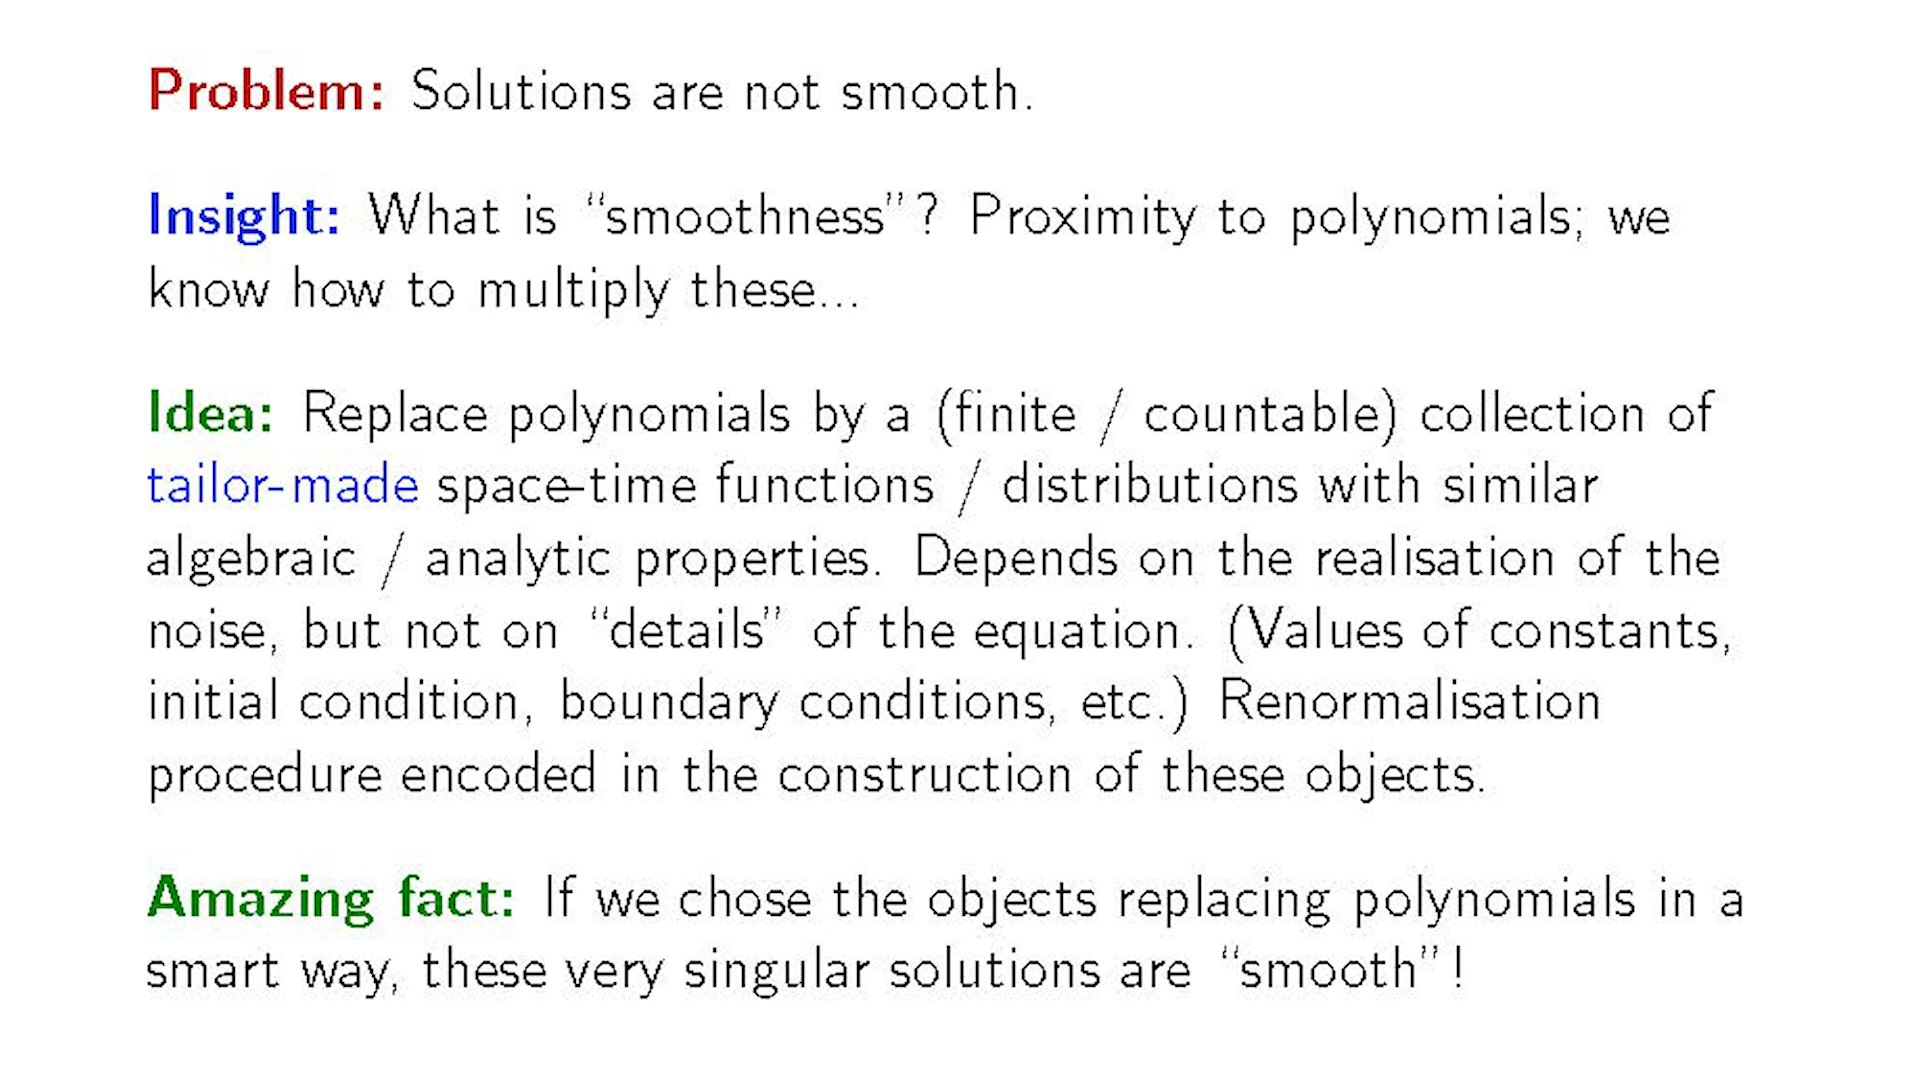 Problem: Solutions are not smooth.
Insight: What is “smoothness”? Proximity to polynomials; we
know how to multiply these...
Idea: Replace polynomials by a (finite / countable) collection of
tailor-made space-time functions / distributions with similar
algebraic / analytic properties. Depends on the realisation of the
noise, but not on “details” of the equation. (Values of constants,
initial condition, boundary conditions, etc.) Renormalisation
procedure encoded in the construction of these objects.
Amazing fact: If we chose the objects replacing polynomials in a
smart way, these very singular solutions are “smooth”!